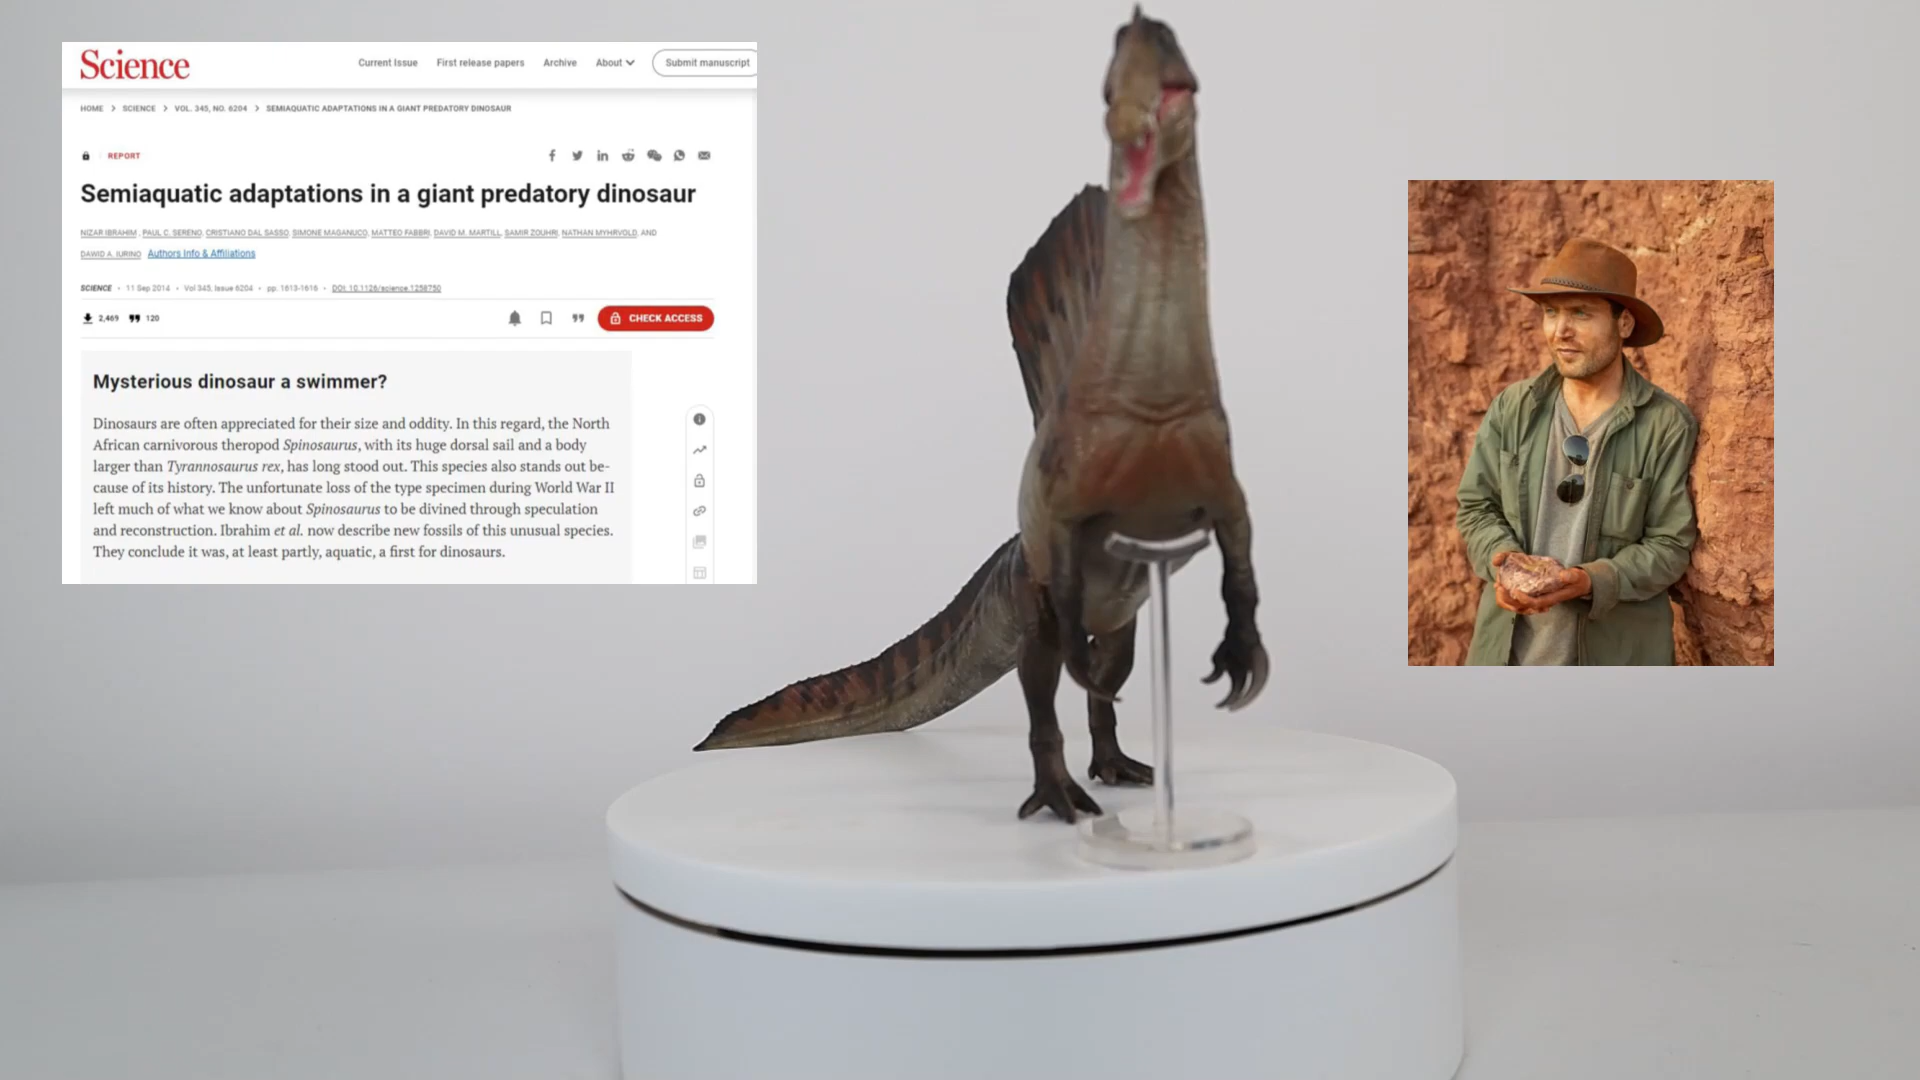 Science
Current Issue First release papers Archive About Submit manuscript
HOME > SCIENCE > VOL. 345, NO. 6204 > SEMIAQUATIC ADAPTATIONS IN A GIANT PREDATORY DINOSAUR
REPORT
Semiaquatic adaptations in a giant predatory dinosaur
NIZAR IBRAHIM, PAUL C. SERENO, CRISTIANO DAL SASSO, SIMONE MAGANUCO, MATTEO FABBRI, DAVID M. MARTILL, SAMIR ZOUHRI, NATHAN MYHRVOLD, AND
DAWID A. IURINO Authors Info & Affiliations
SCIENCE • 11 Sep 2014 • Vol 345, Issue 6204 • pp. 1613-1616 • DOI: 10.1126/science.1258750
2,469 120 CHECK ACCESS
Mysterious dinosaur a swimmer?
Dinosaurs are often appreciated for their size and oddity. In this regard, the North
African carnivorous theropod Spinosaurus, with its huge dorsal sail and a body
larger than Tyrannosaurus rex, has long stood out. This species also stands out be-
cause of its history. The unfortunate loss of the type specimen during World War II
left much of what we know about Spinosaurus to be divined through speculation
and reconstruction. Ibrahim et al. now describe new fossils of this unusual species.
They conclude it was, at least partly, aquatic, a first for dinosaurs.